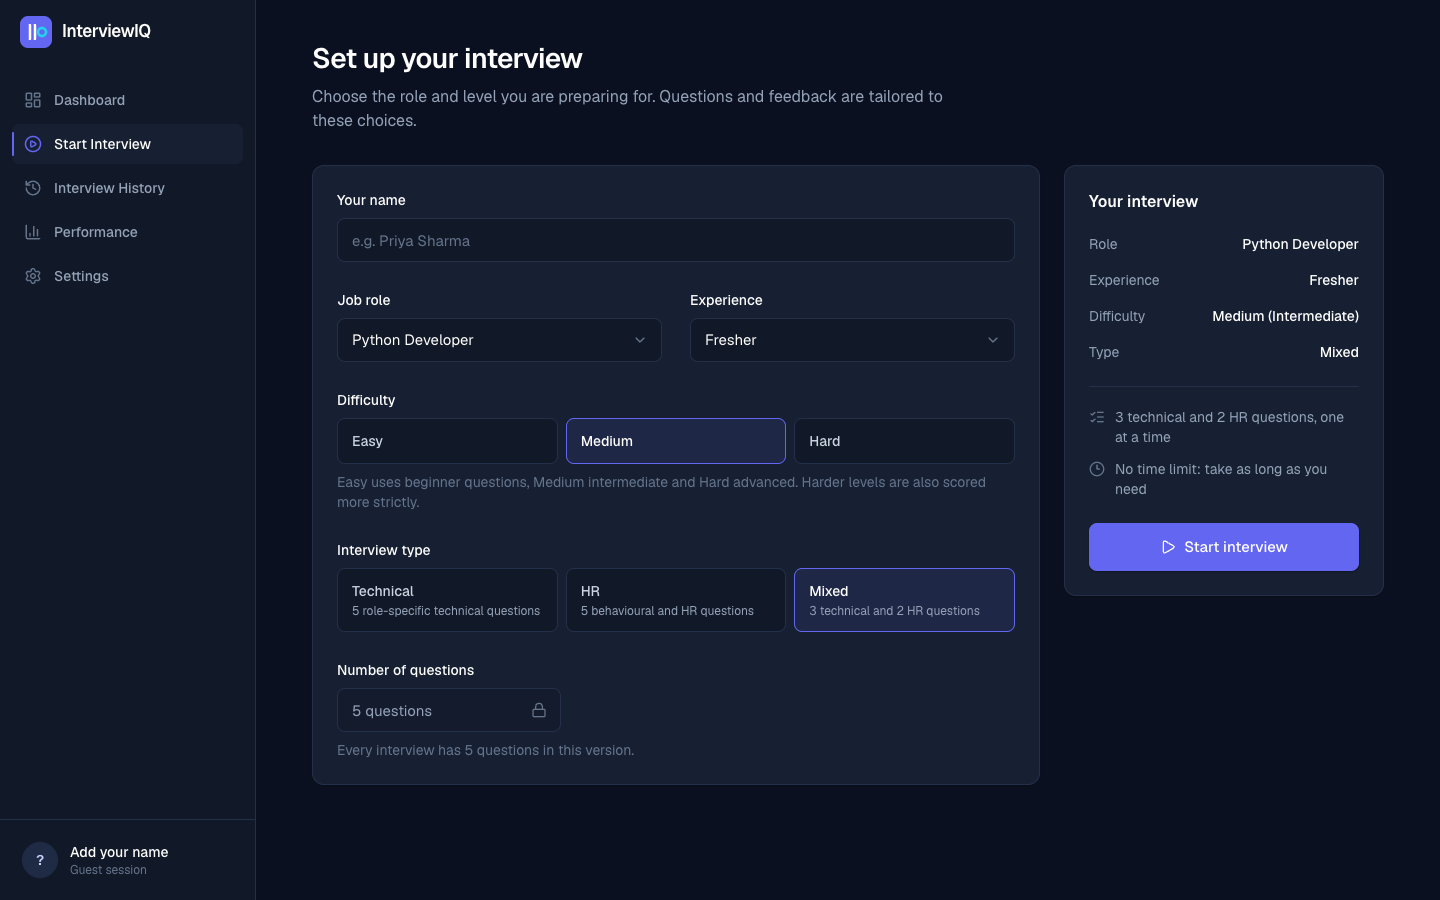 InterviewIQ
Dashboard
Start Interview
Interview History
Performance
Settings
? Add your name
Guest session
Set up your interview
Choose the role and level you are preparing for. Questions and feedback are tailored to
these choices.
Your name
e.g. Priya Sharma
Job role
Python Developer
Experience
Fresher
Difficulty
Easy
Medium
Hard
Easy uses beginner questions, Medium intermediate and Hard advanced. Harder levels are also scored
more strictly.
Interview type
Technical
5 role-specific technical questions
HR
5 behavioural and HR questions
Mixed
3 technical and 2 HR questions
Number of questions
5 questions
Every interview has 5 questions in this version.
Your interview
Role Python Developer
Experience Fresher
Difficulty Medium (Intermediate)
Type Mixed
3 technical and 2 HR questions, one
at a time
No time limit: take as long as you
need
Start interview